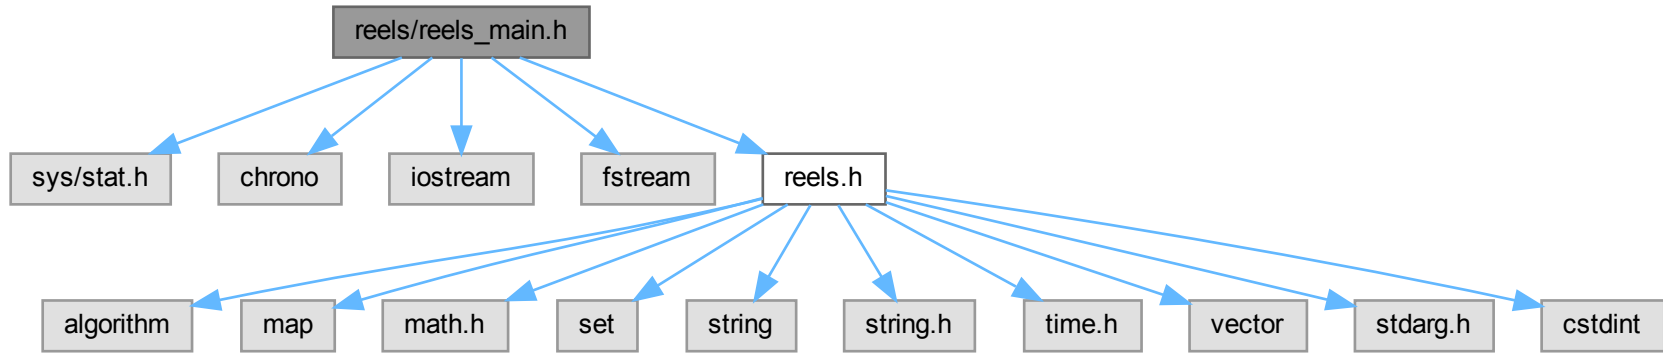 reels/reels_main.h
sys/stat.h
chrono
iostream
fstream
reels.h
algorithm
map
math.h
set
string
string.h
time.h
vector
stdarg.h
cstdint